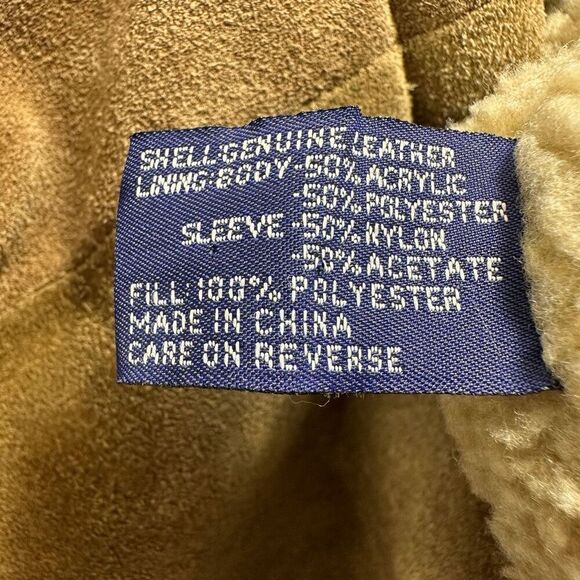 SHELL:GENUINE LEATHER
LINING-BODY-50% ACRYLIC
-50% POLYESTER
SLEEVE-50% NYLON
-50% ACETATE
FILL:100% POLYESTER
MADE IN CHINA
CARE ON REVERSE